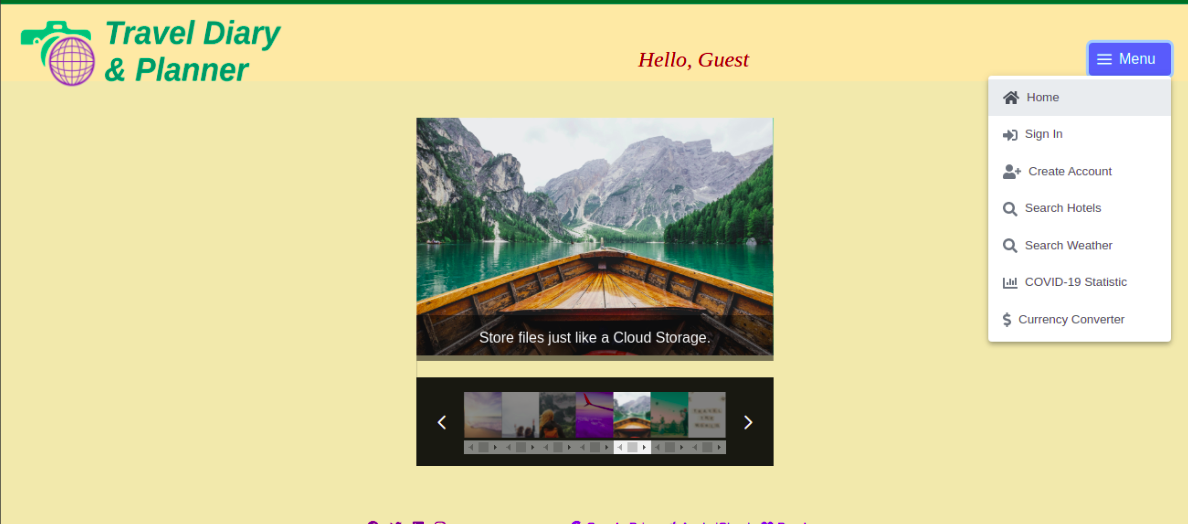 Travel Diary
& Planner
Hello, Guest
Menu
Home
Sign In
Create Account
Search Hotels
Search Weather
COVID-19 Statistic
Currency Converter
Store files just like a Cloud Storage.